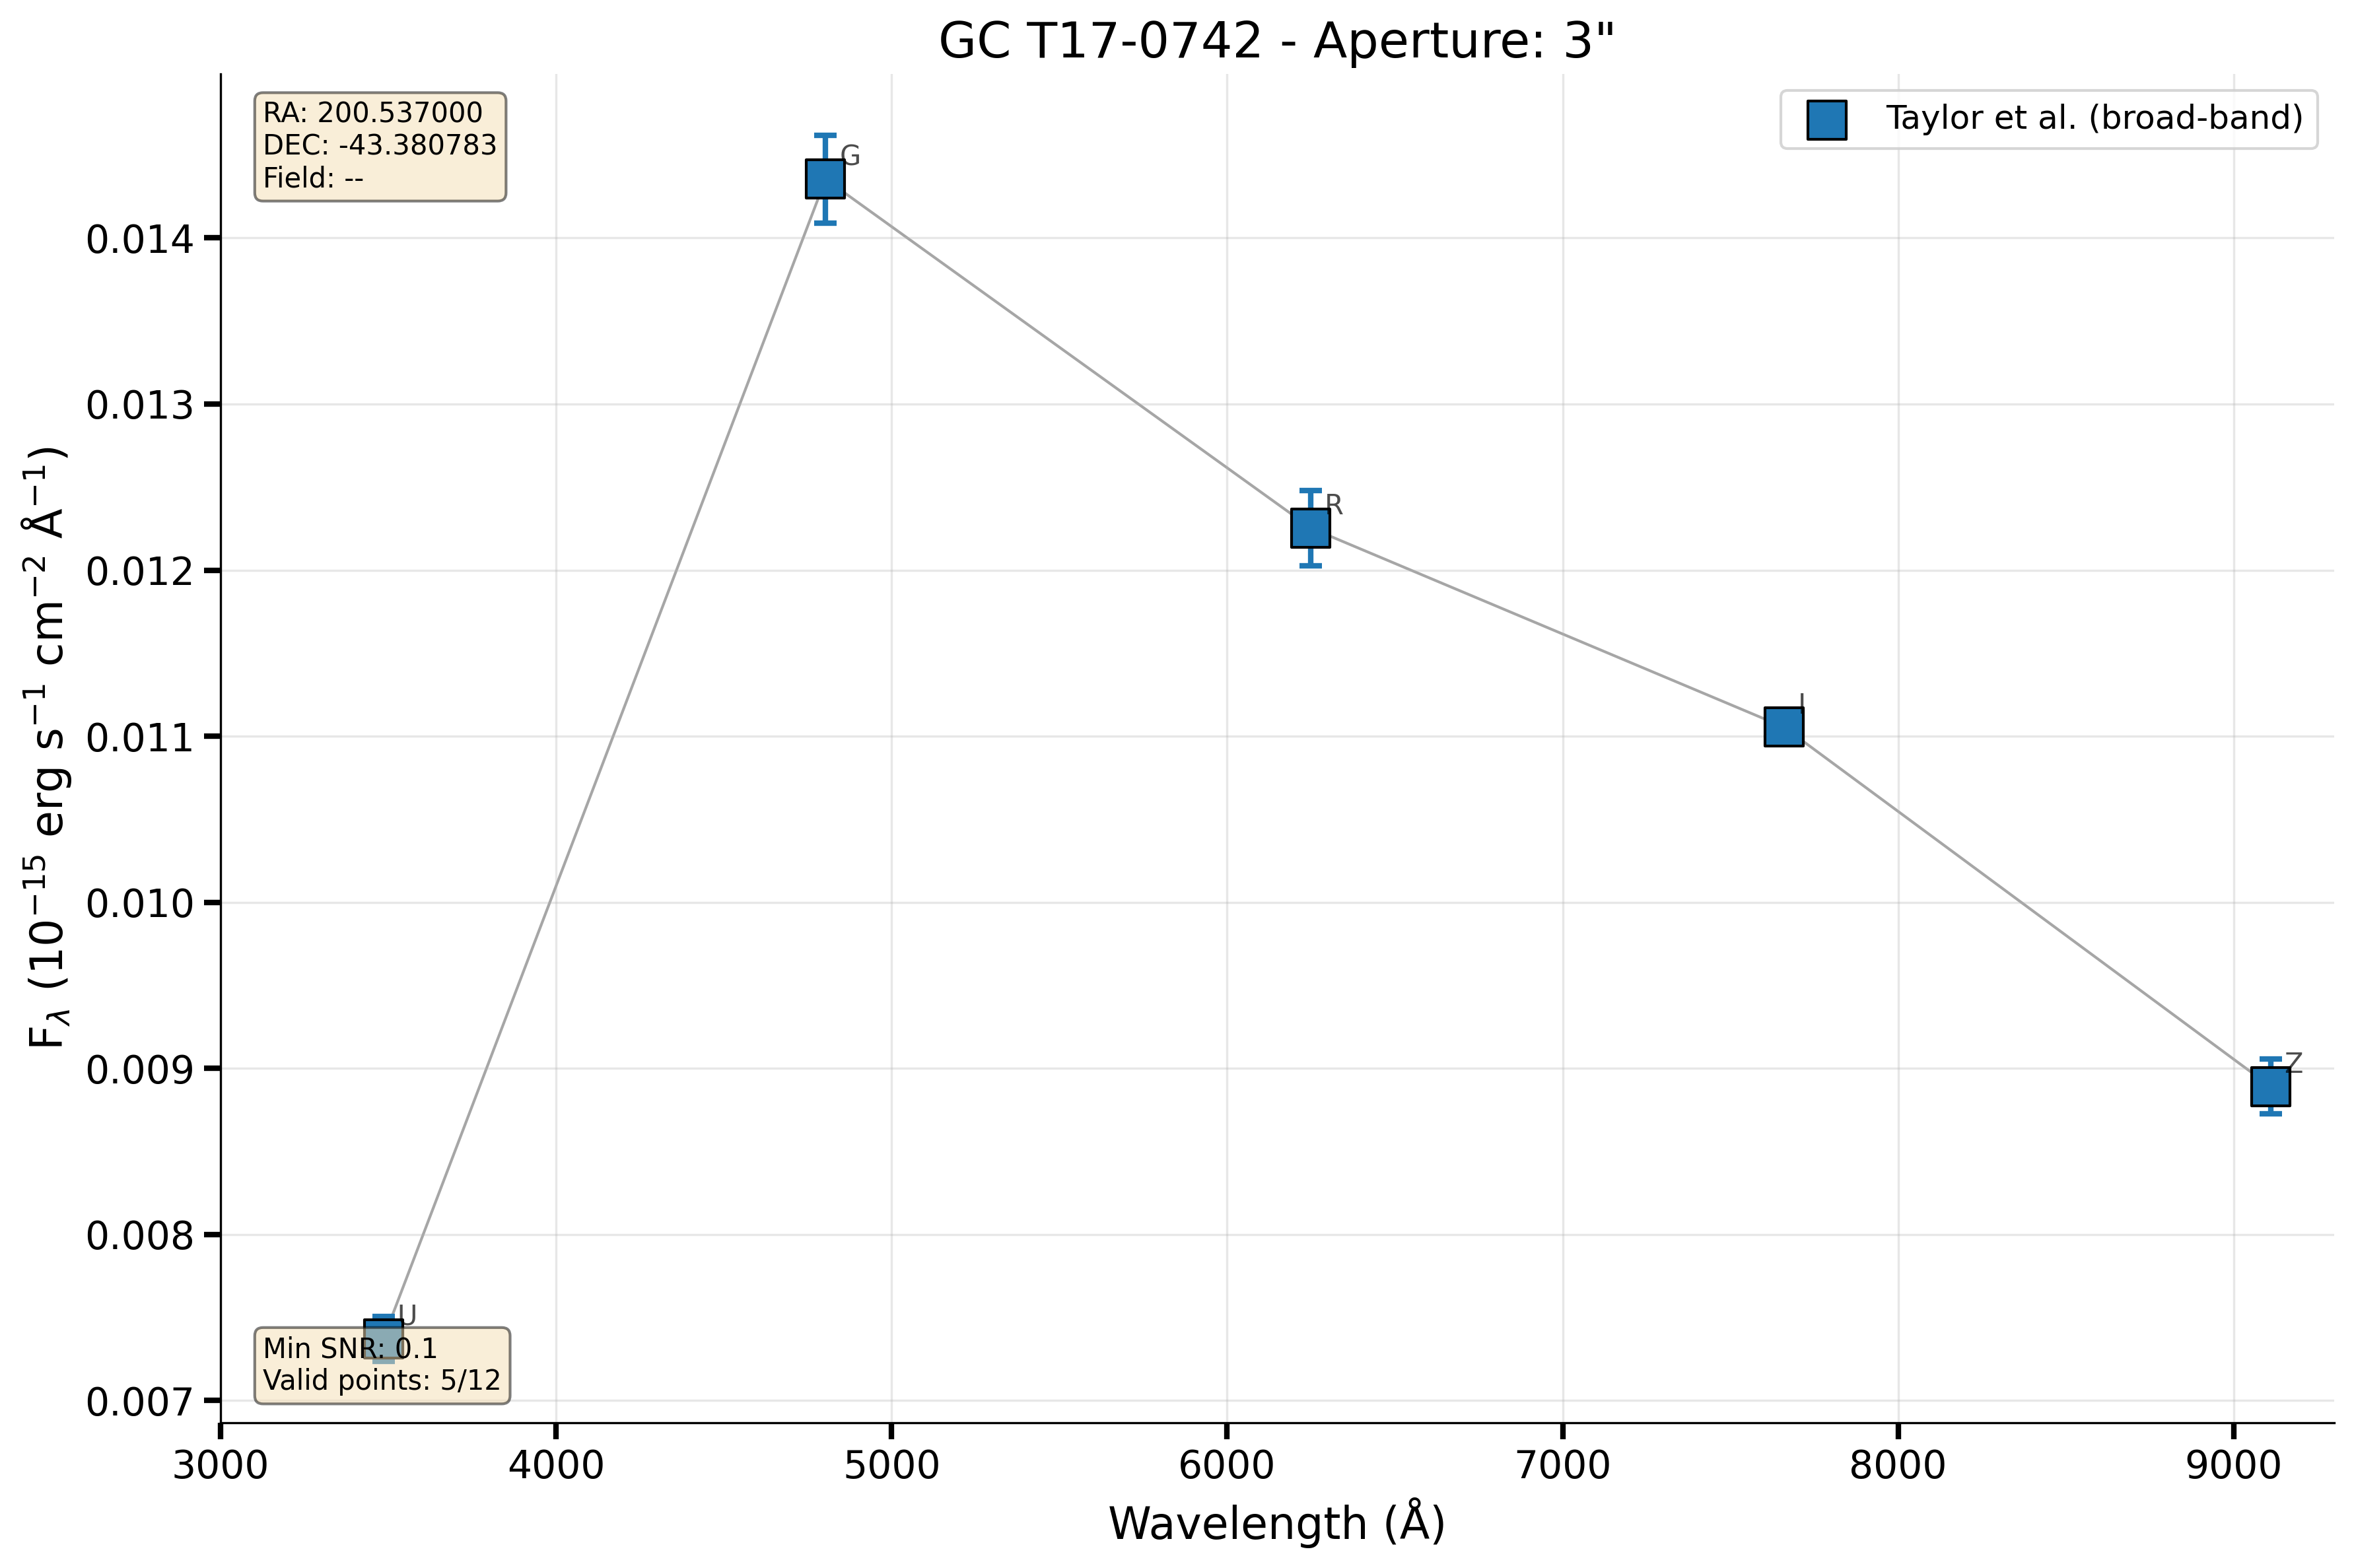 GC T17-0742 - Aperture: 3"
RA: 200.537000
DEC: -43.380783
Field: --
Taylor et al. (broad-band)
G
R
I
Z
U
Min SNR: 0.1
Valid points: 5/12
0.014
0.013
0.012
0.011
0.010
0.009
0.008
0.007
F_λ (10⁻¹⁵ erg s⁻¹ cm⁻² Å⁻¹)
3000 4000 5000 6000 7000 8000 9000
Wavelength (Å)